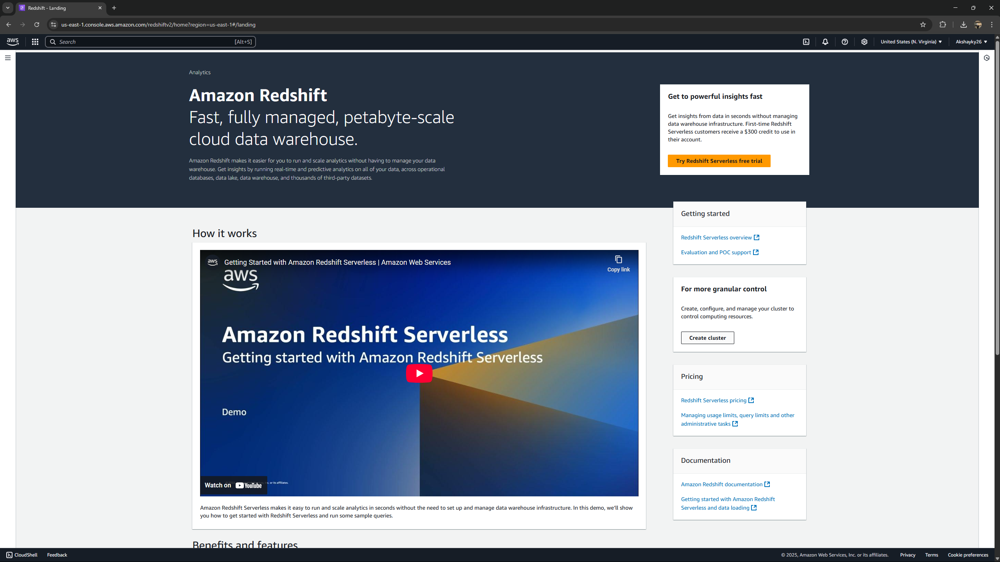 Redshift - Landing
us-east-1.console.aws.amazon.com/redshiftv2/home?region=us-east-1#/landing
aws
Search
[Alt+S]
United States (N. Virginia)
Akshayky26
Analytics
Amazon Redshift
Fast, fully managed, petabyte-scale
cloud data warehouse.
Amazon Redshift makes it easier for you to run and scale analytics without having to manage your data
warehouse. Get insights by running real-time and predictive analytics on all of your data, across operational
databases, data lake, data warehouse, and thousands of third-party datasets.
Get to powerful insights fast
Get insights from data in seconds without managing
data warehouse infrastructure. First-time Redshift
Serverless customers receive a $300 credit to use in
their account.
Try Redshift Serverless free trial
How it works
aws
Getting Started with Amazon Redshift Serverless | Amazon Web Services
Copy link
aws
Amazon Redshift Serverless
Getting started with Amazon Redshift Serverless
Demo
Watch on YouTube
or its affiliates.
Amazon Redshift Serverless makes it easy to run and scale analytics in seconds without the need to set up and manage data warehouse infrastructure. In this demo, we'll show
you how to get started with Redshift Serverless and run some sample queries.
Benefits and features
Getting started
Redshift Serverless overview
Evaluation and POC support
For more granular control
Create, configure, and manage your cluster to
control computing resources.
Create cluster
Pricing
Redshift Serverless pricing
Managing usage limits, query limits and other
administrative tasks
Documentation
Amazon Redshift documentation
Getting started with Amazon Redshift
Serverless and data loading
CloudShell
Feedback
© 2025, Amazon Web Services, Inc. or its affiliates.
Privacy
Terms
Cookie preferences